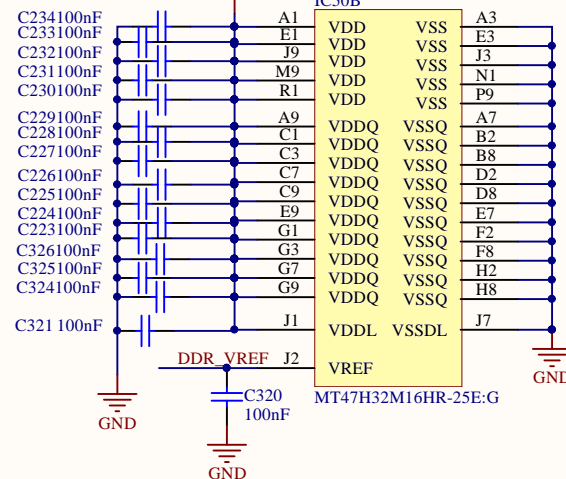 IC30B
C234100nF A1 VDD VSS A3
C233100nF E1 VDD VSS E3
C232100nF J9 VDD VSS J3
C231100nF M9 VDD VSS N1
C230100nF R1 VDD VSS P9
C229100nF A9 VDDQ VSSQ A7
C228100nF C1 VDDQ VSSQ B2
C227100nF C3 VDDQ VSSQ B8
C226100nF C7 VDDQ VSSQ D2
C225100nF C9 VDDQ VSSQ D8
C224100nF E9 VDDQ VSSQ E7
C223100nF G1 VDDQ VSSQ F2
C326100nF G3 VDDQ VSSQ F8
C325100nF G7 VDDQ VSSQ H2
C324100nF G9 VDDQ VSSQ H8
C321 100nF J1 VDDL VSSDL J7
DDR_VREF J2 VREF
GND
C320
100nF
MT47H32M16HR-25E:G
GND
GND